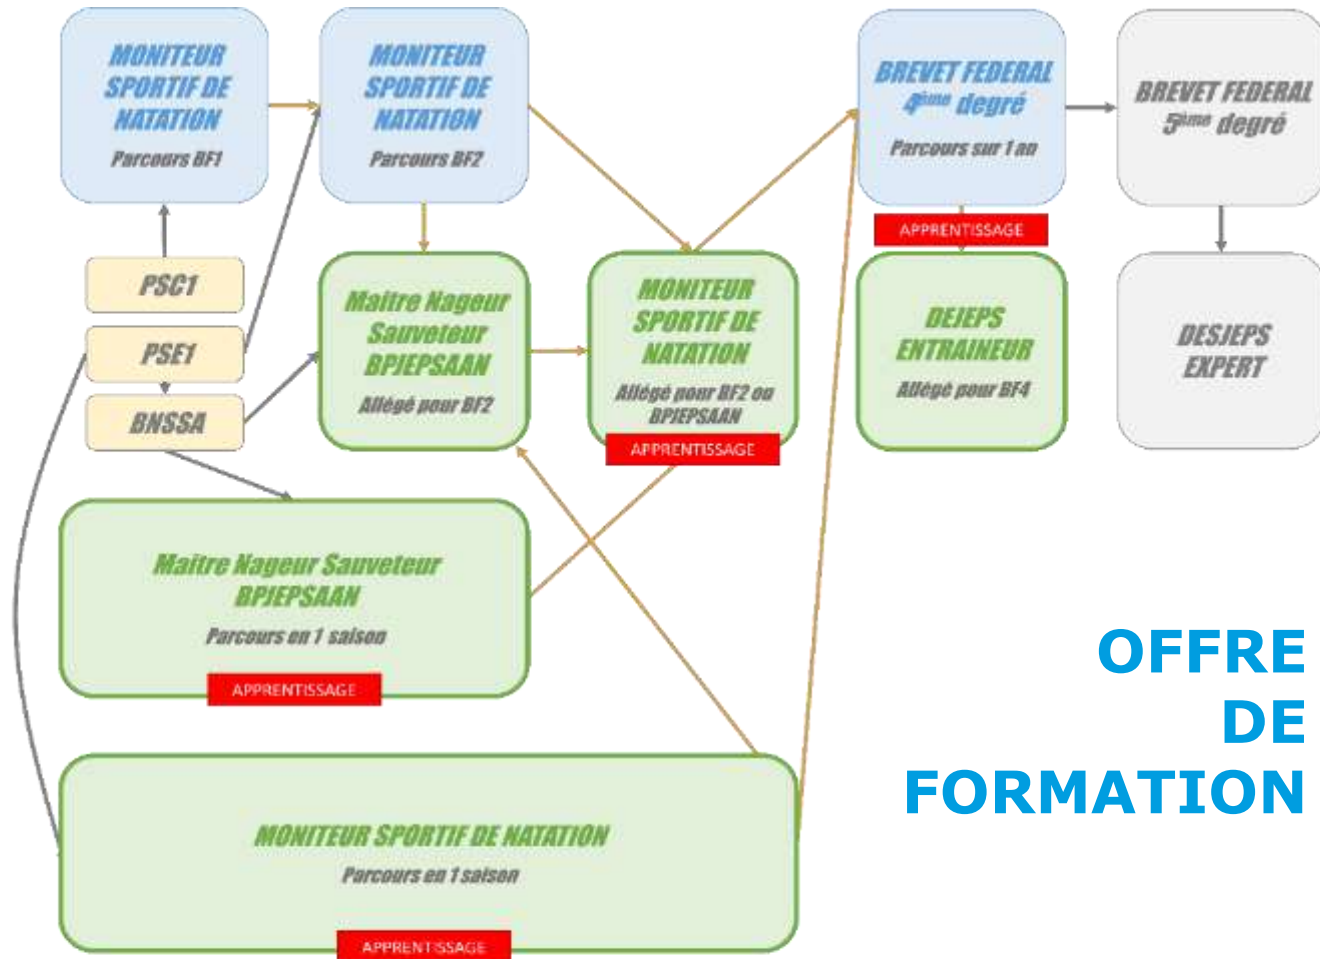 MONITEUR
SPORTIF DE
NATATION
Parcours BF1
MONITEUR
SPORTIF DE
NATATION
Parcours BF2
BREVET FEDERAL
4ème degré
Parcours sur 1 an
BREVET FEDERAL
5ème degré
APPRENTISSAGE
PSC1
PSE1
BNSSA
Maitre Nageur
Sauveteur
BPJEPSAAN
Allégé pour BF2
MONITEUR
SPORTIF DE
NATATION
Allégé pour BF2 ou
BPJEPSAAN
APPRENTISSAGE
DEJEPS
ENTRAINEUR
Allégé pour BF4
DESJEPS
EXPERT
Maître Nageur Sauveteur
BPJEPSAAN
Parcours en 1 saison
APPRENTISSAGE
MONITEUR SPORTIF DE NATATION
Parcours en 1 saison
APPRENTISSAGE
OFFRE
DE
FORMATION